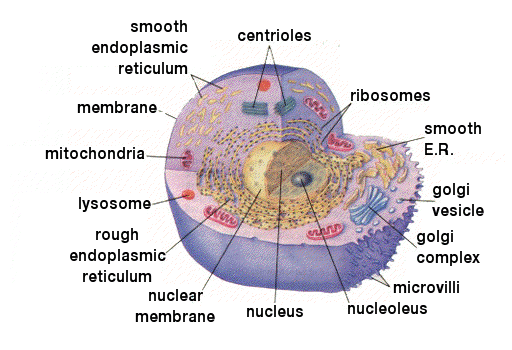 smooth
endoplasmic
reticulum
centrioles
membrane
ribosomes
smooth
E.R.
mitochondria
lysosome
golgi
vesicle
rough
endoplasmic
reticulum
golgi
complex
nuclear
membrane
nucleus
microvilli
nucleoleus